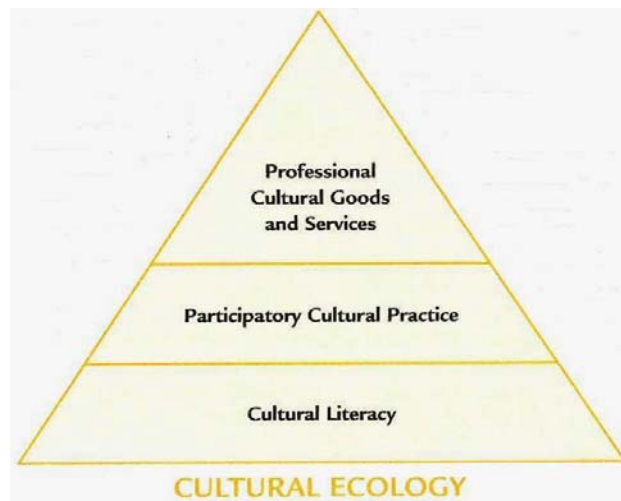 Professional
Cultural Goods
and Services
Participatory Cultural Practice
Cultural Literacy
CULTURAL ECOLOGY